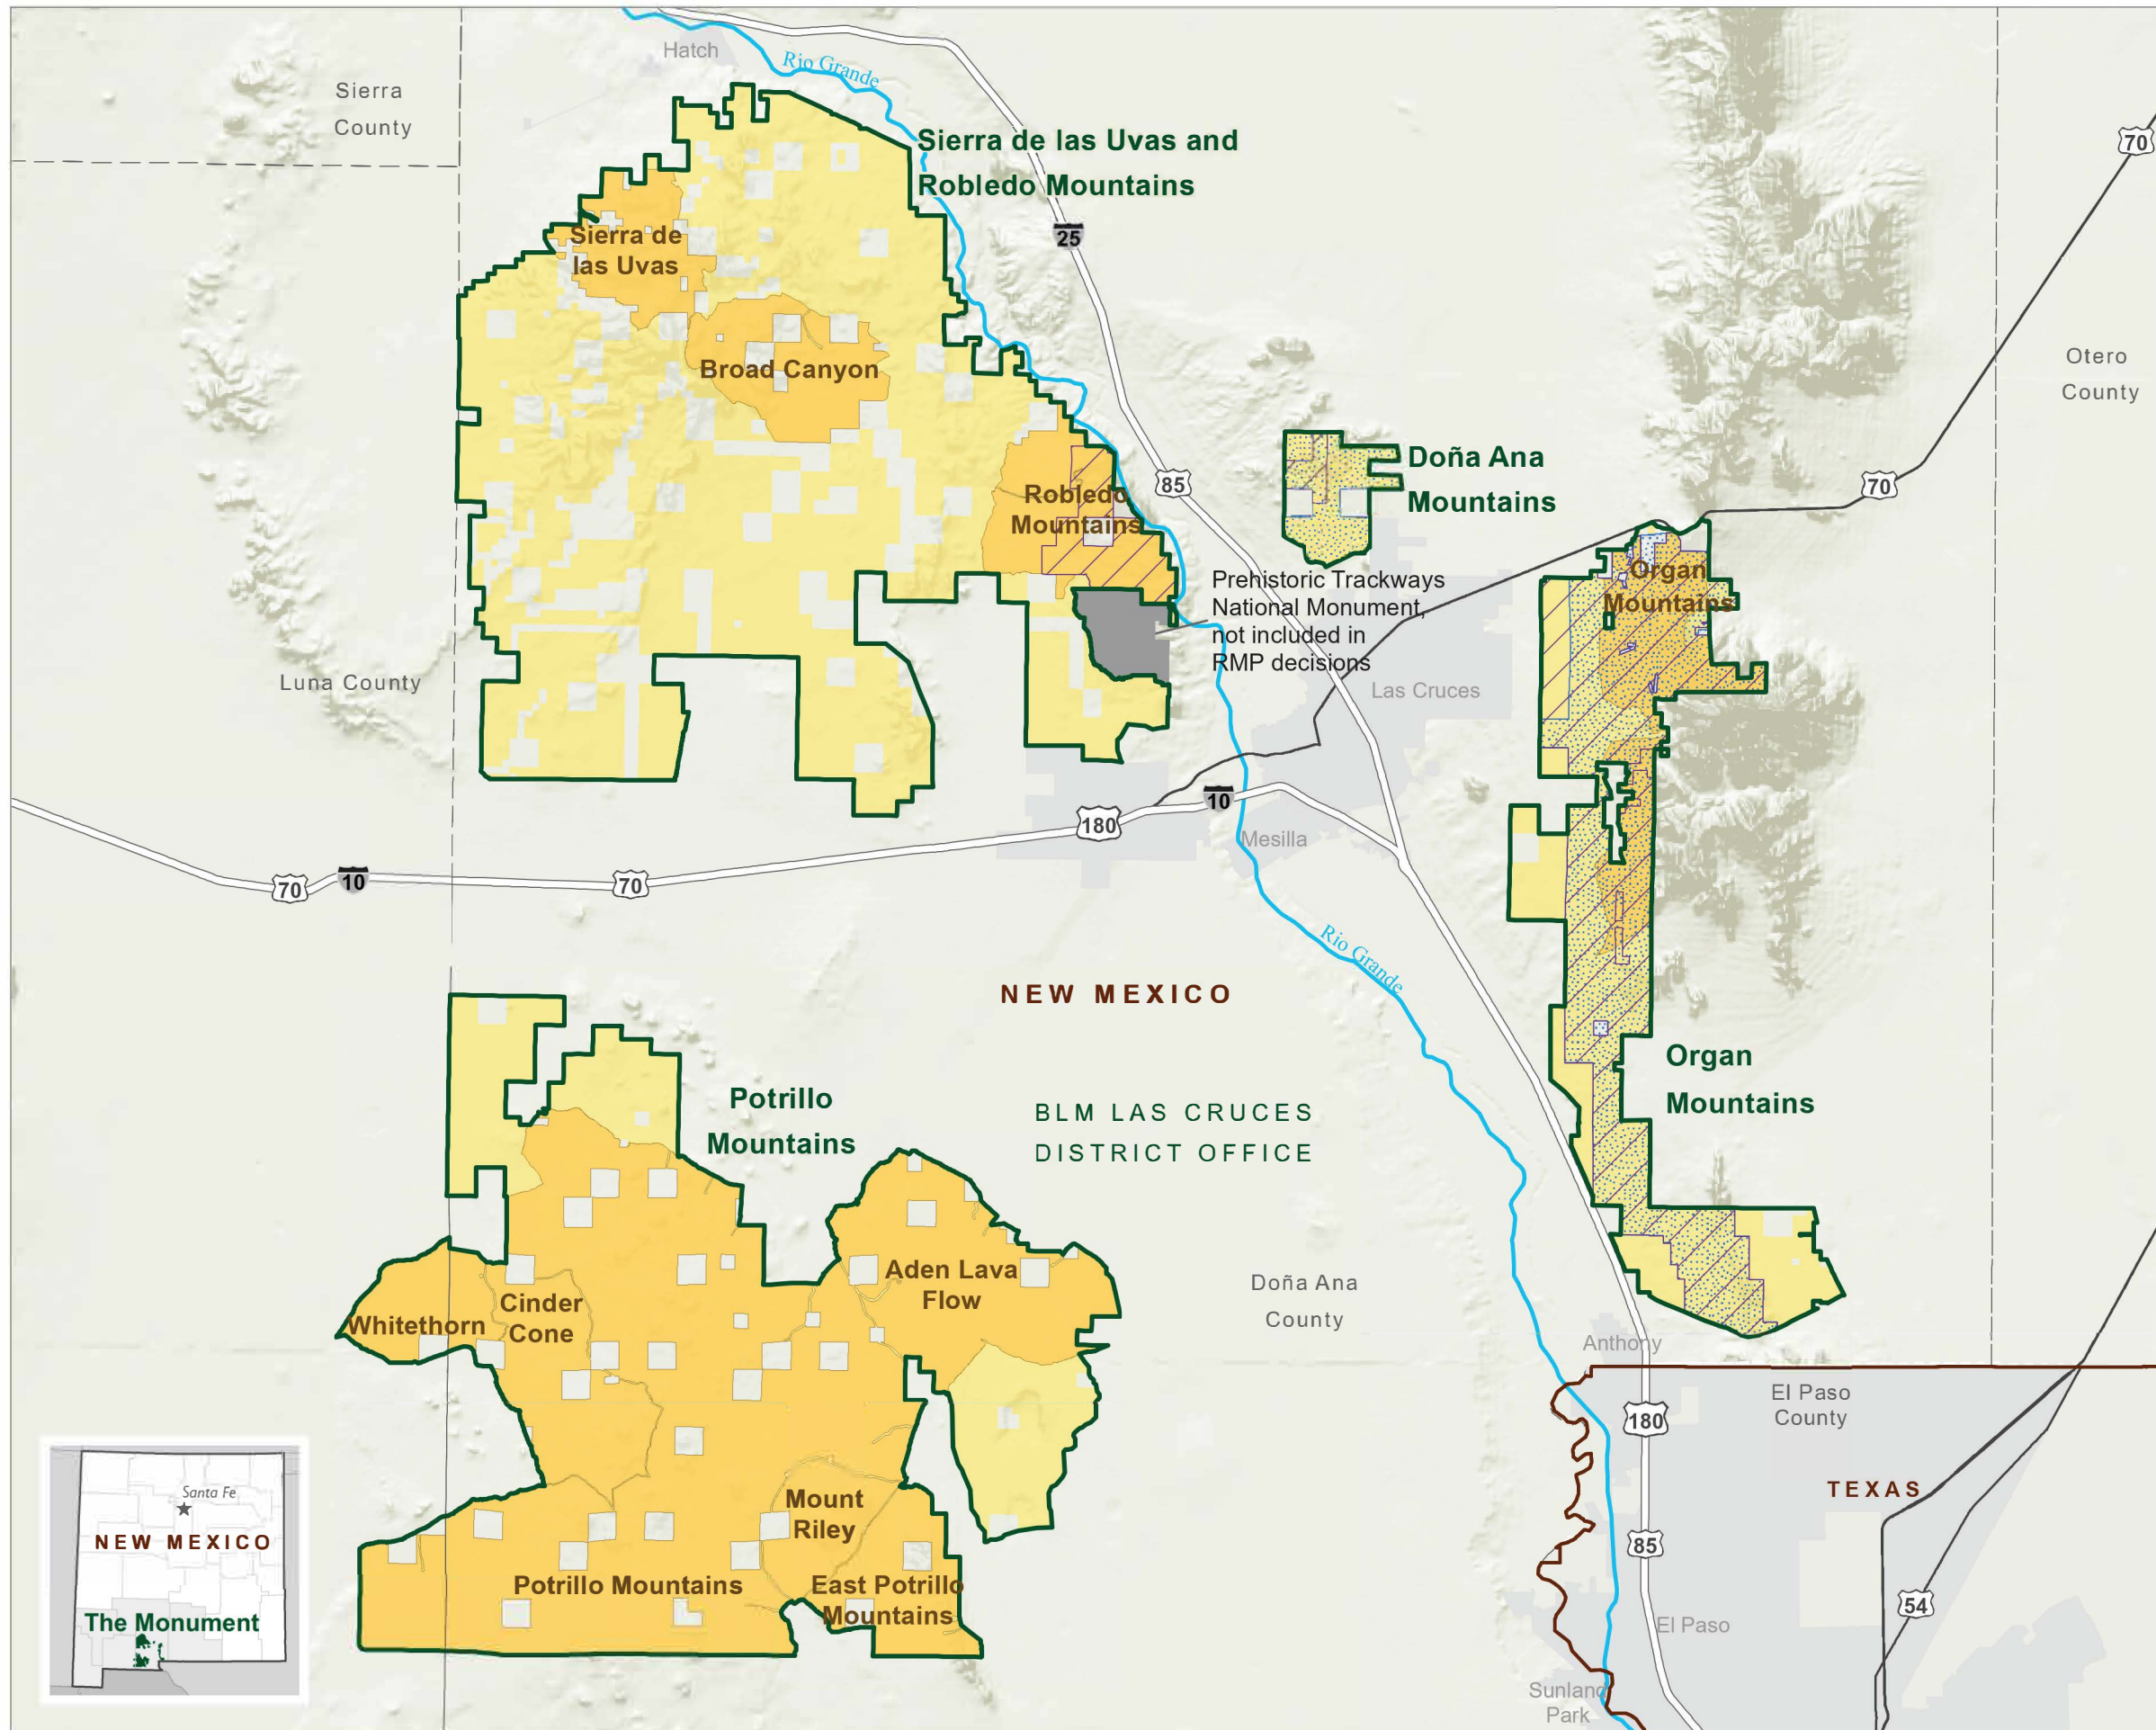 Hatch
Rio Grande
Sierra
County
70
Sierra de las Uvas and
Robledo Mountains
25
Sierra de
las Uvas
Otero
County
Broad Canyon
Doña Ana
Mountains
85
70
Robledo
Mountains
Prehistoric Trackways
National Monument,
not included in
RMP decisions
Organ
Mountains
Luna County
Las Cruces
10
180
Mesilla
70
10
70
Rio Grande
NEW MEXICO
Organ
Mountains
Potrillo
Mountains
BLM LAS CRUCES
DISTRICT OFFICE
Aden Lava
Flow
Doña Ana
County
Cinder
Cone
Whitethorn
Anthony
El Paso
County
180
TEXAS
Santa Fe
NEW MEXICO
The Monument
Mount
Riley
85
Potrillo Mountains
East Potrillo
Mountains
54
El Paso
Sunland
Park